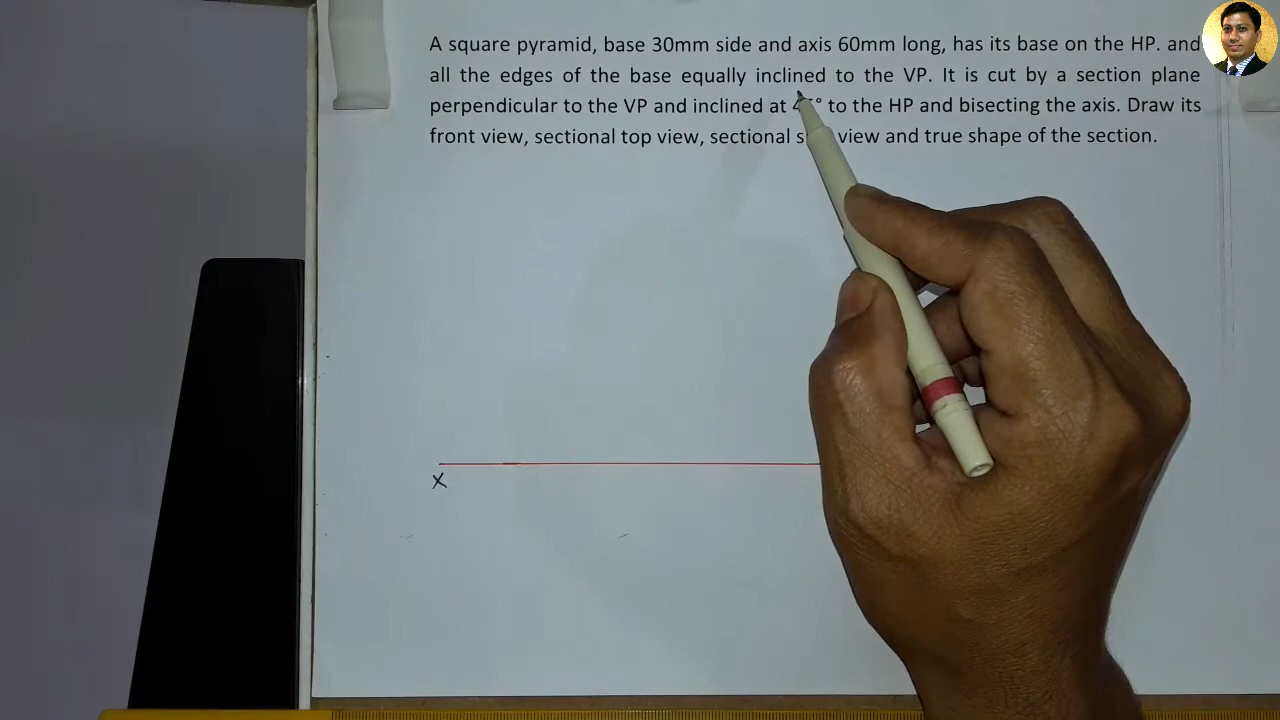 A square pyramid, base 30mm side and axis 60mm long, has its base on the HP. and
all the edges of the base equally inclined to the VP. It is cut by a section plane
perpendicular to the VP and inclined at to the HP and bisecting the axis. Draw its
front view, sectional top view, sectional view and true shape of the section.
X